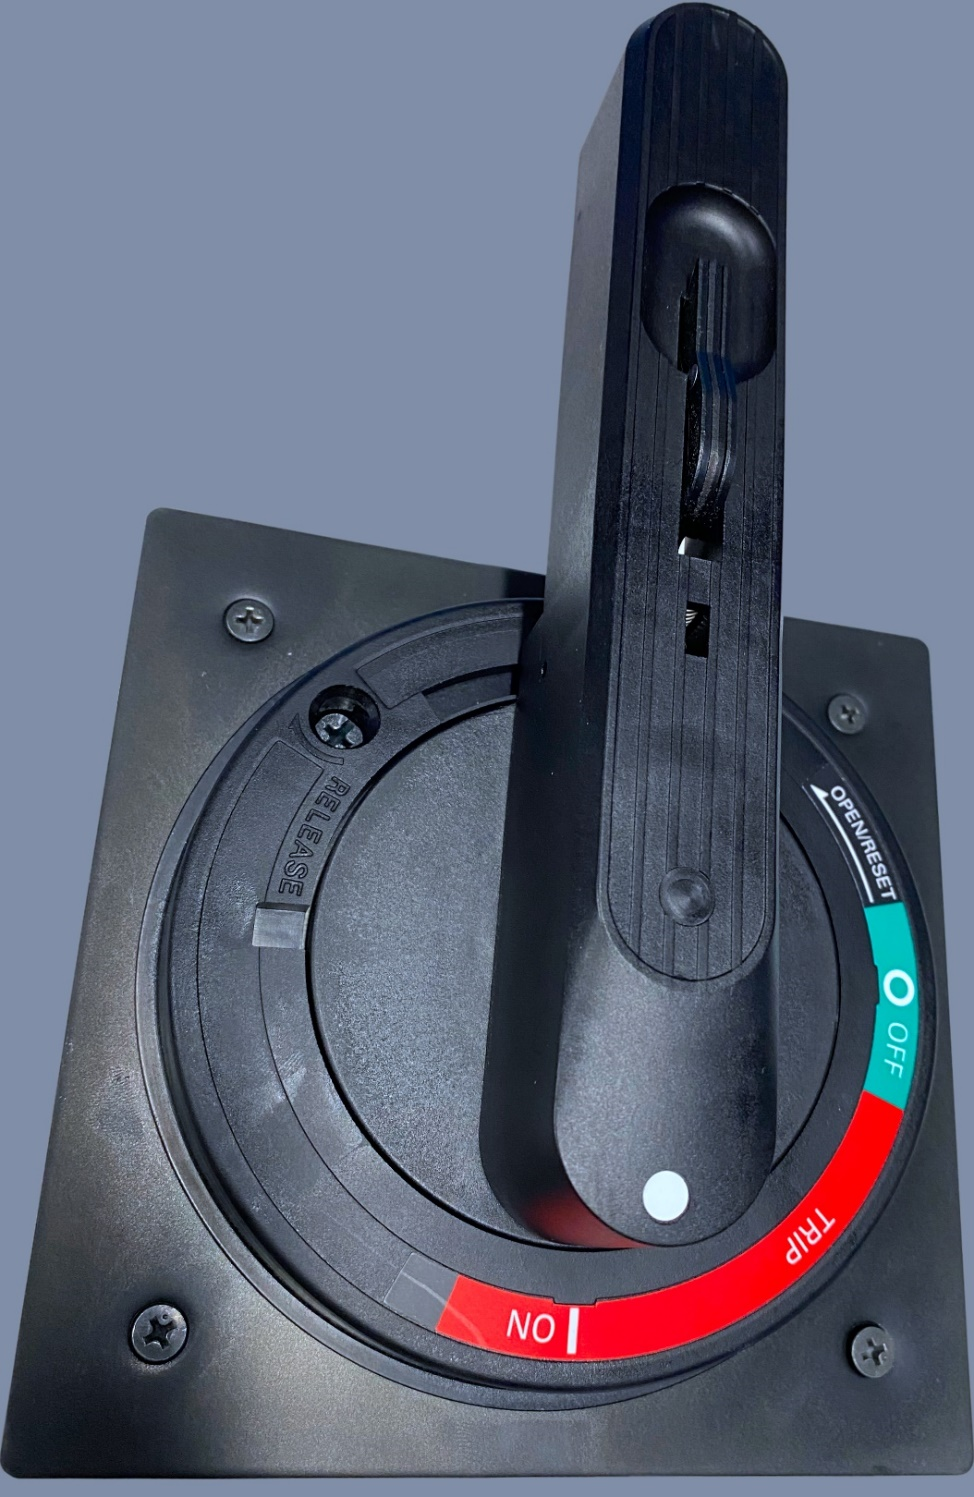 RELEASE
OPEN/RESET
O OFF
TRIP
I ON